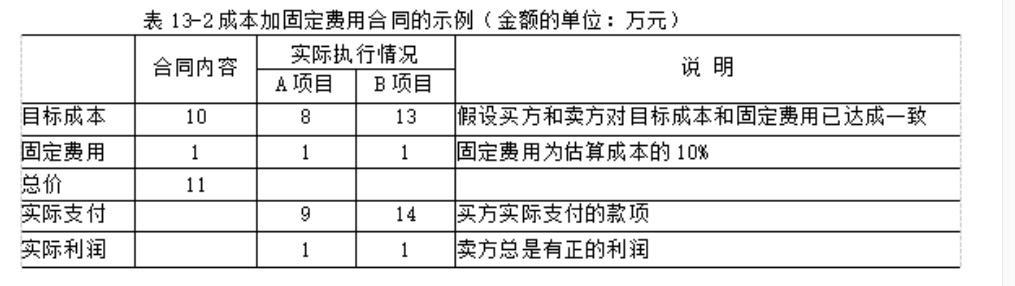 表 13-2 成本加固定费用合同的示例（金额的单位：万元）
合同内容 实际执行情况 说 明
A 项目 B 项目
目标成本 10 8 13 假设买方和卖方对目标成本和固定费用已达成一致
固定费用 1 1 1 固定费用为估算成本的 10%
总价 11
实际支付 9 14 买方实际支付的款项
实际利润 1 1 卖方总是有正的利润